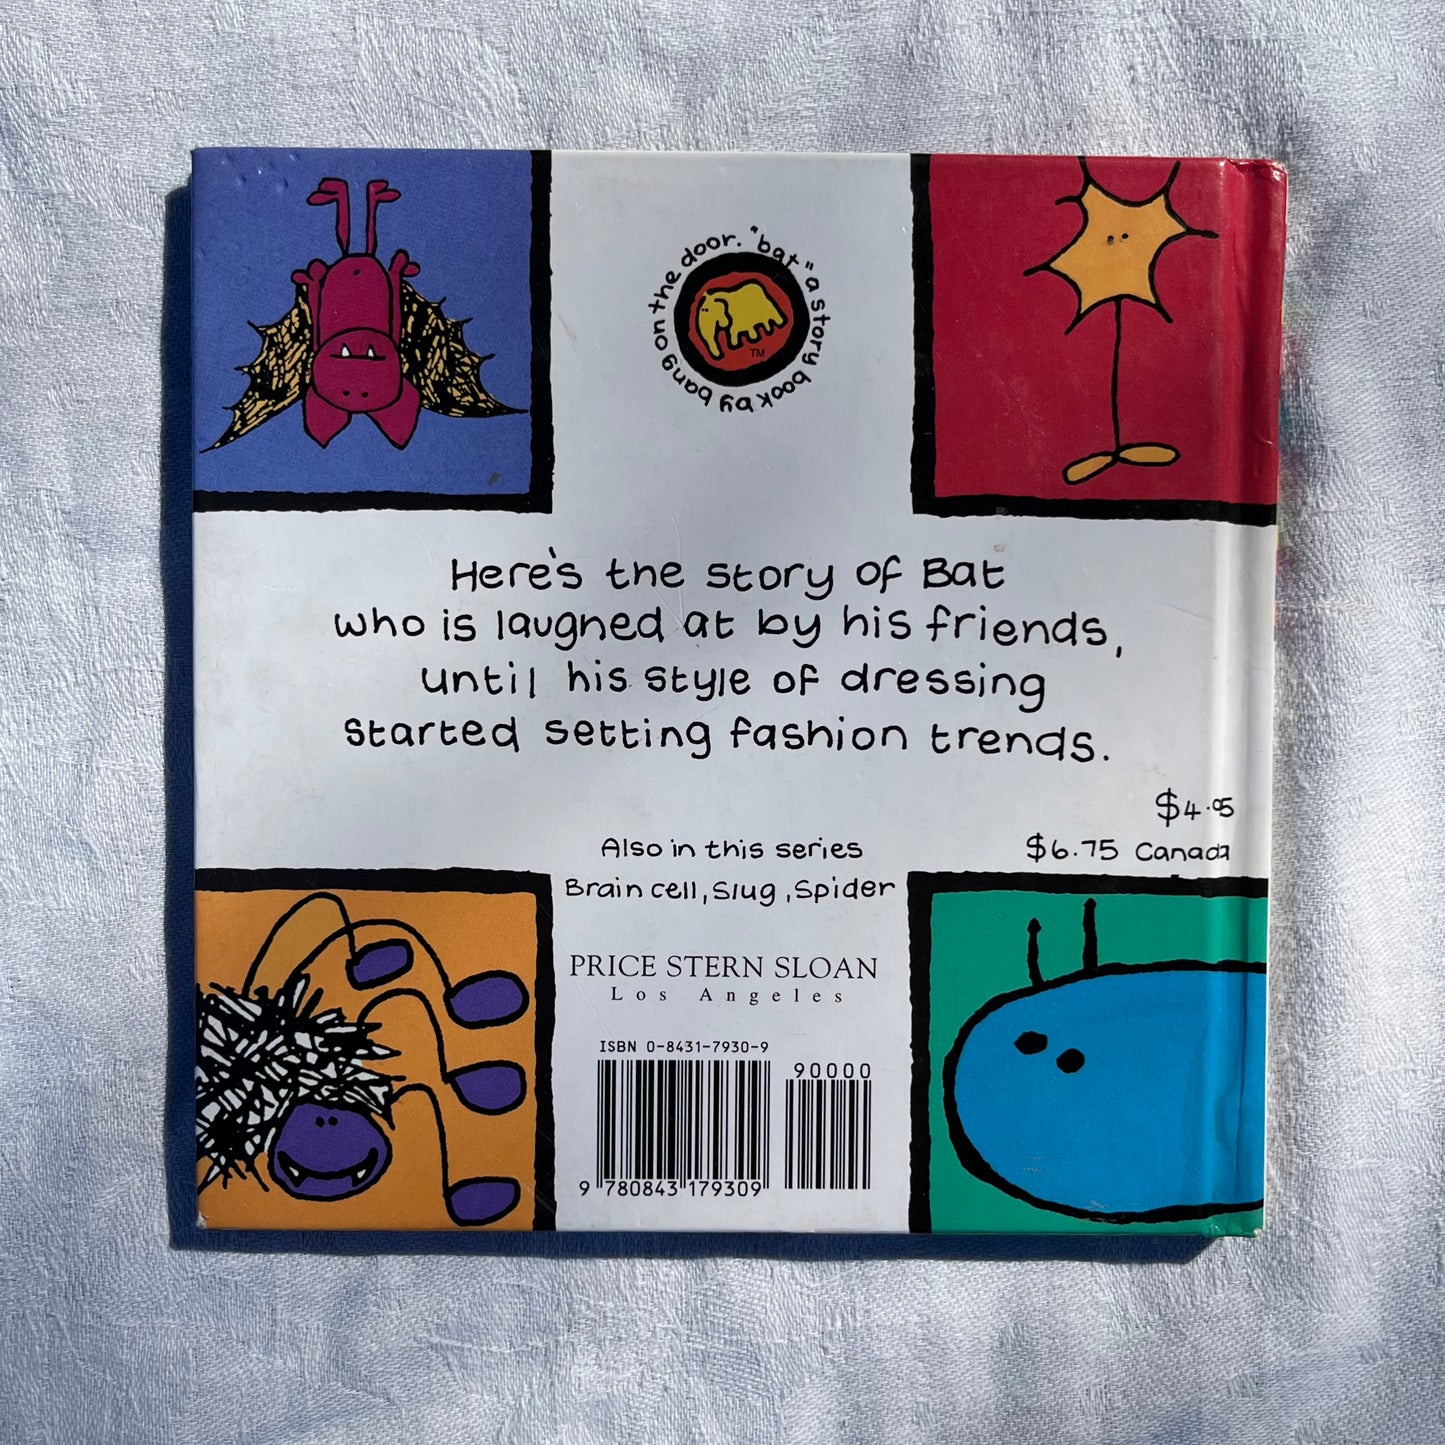 bang on the door. "bat" a story book by
TM
Here's the story of Bat
who is laughed at by his friends,
until his style of dressing
started setting fashion trends.
$4.95
$6.75 Canada
Also in this series
Brain cell, Slug, Spider
PRICE STERN SLOAN
Los Angeles
ISBN 0-8431-7930-9
90000
9 780843 179309